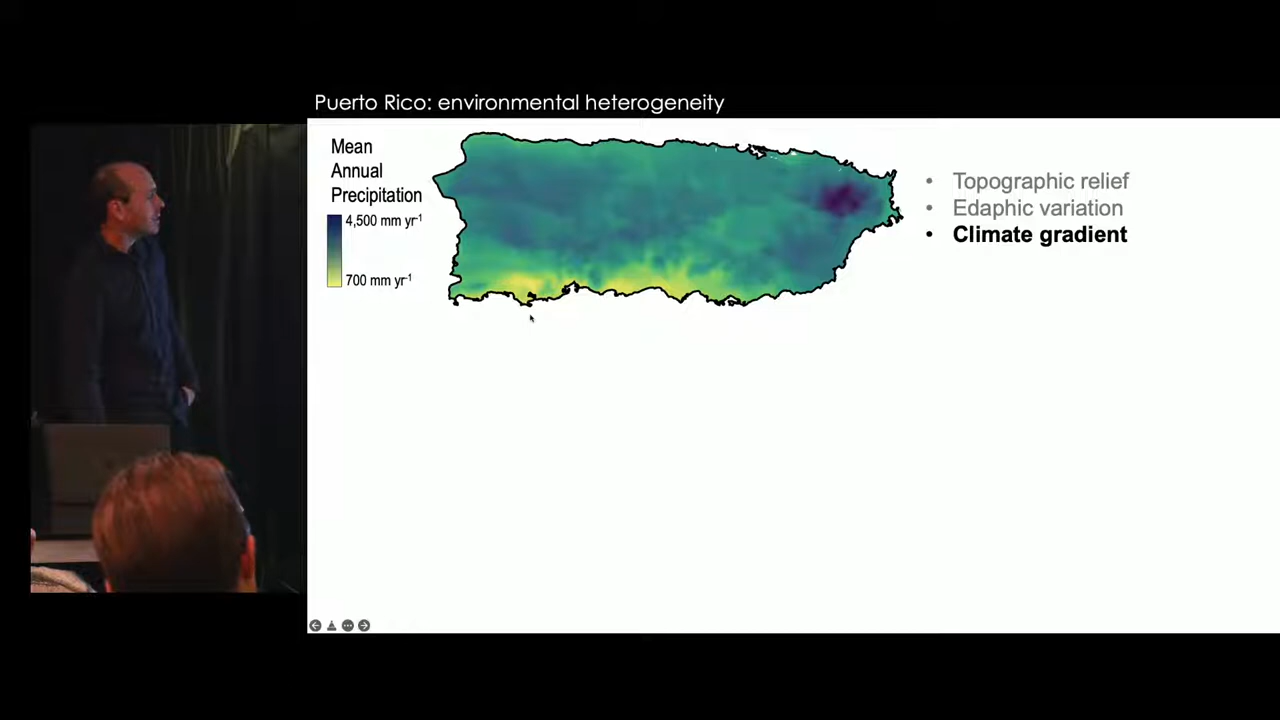 Puerto Rico: environmental heterogeneity
Mean
Annual
Precipitation
4,500 mm yr-1
700 mm yr-1
• Topographic relief
• Edaphic variation
• Climate gradient